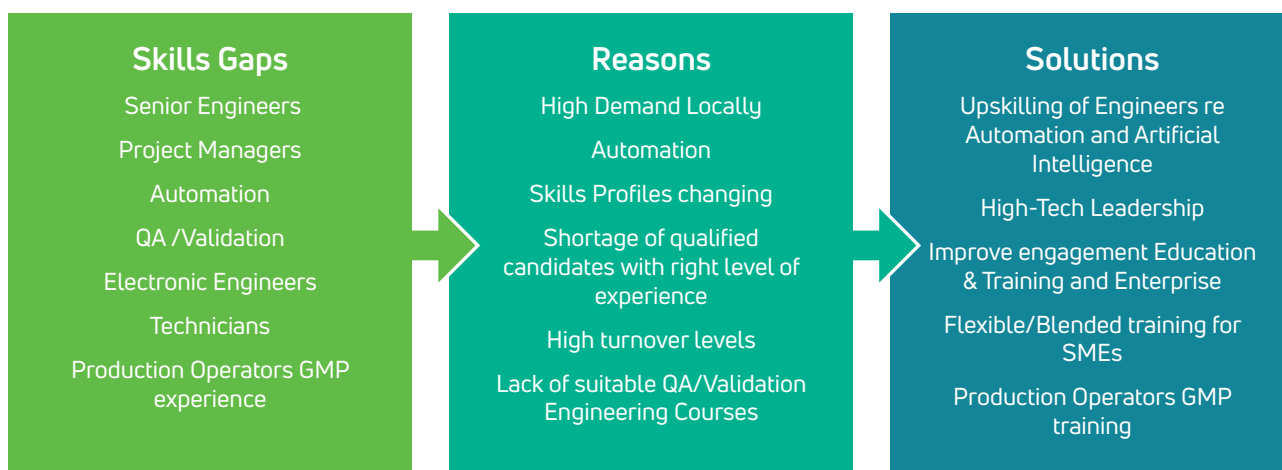 Skills Gaps
Senior Engineers
Project Managers
Automation
QA /Validation
Electronic Engineers
Technicians
Production Operators GMP
experience
Reasons
High Demand Locally
Automation
Skills Profiles changing
Shortage of qualified
candidates with right level of
experience
High turnover levels
Lack of suitable QA/Validation
Engineering Courses
Solutions
Upskilling of Engineers re
Automation and Artificial
Intelligence
High-Tech Leadership
Improve engagement Education
& Training and Enterprise
Flexible/Blended training for
SMEs
Production Operators GMP
training